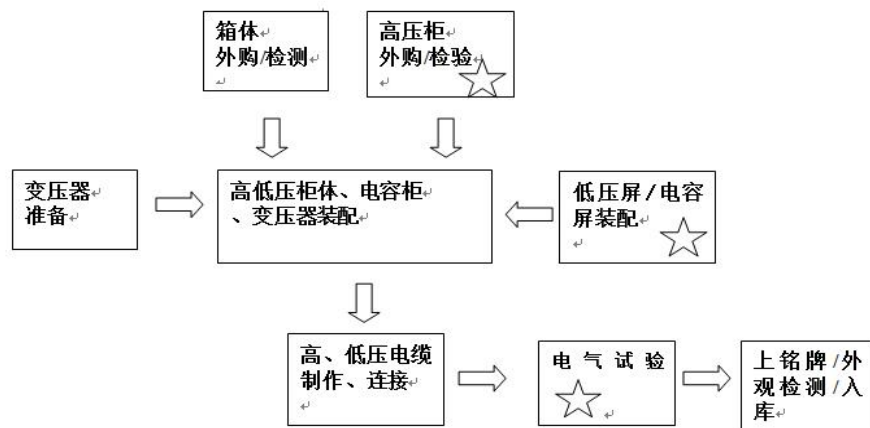 箱体
外购/检测
高压柜
外购/检验
变压器
准备
高低压柜体、电容柜
、变压器装配
低压屏/电容
屏装配
高、低压电缆
制作、连接
电气试验
上铭牌/外
观检测/入
库